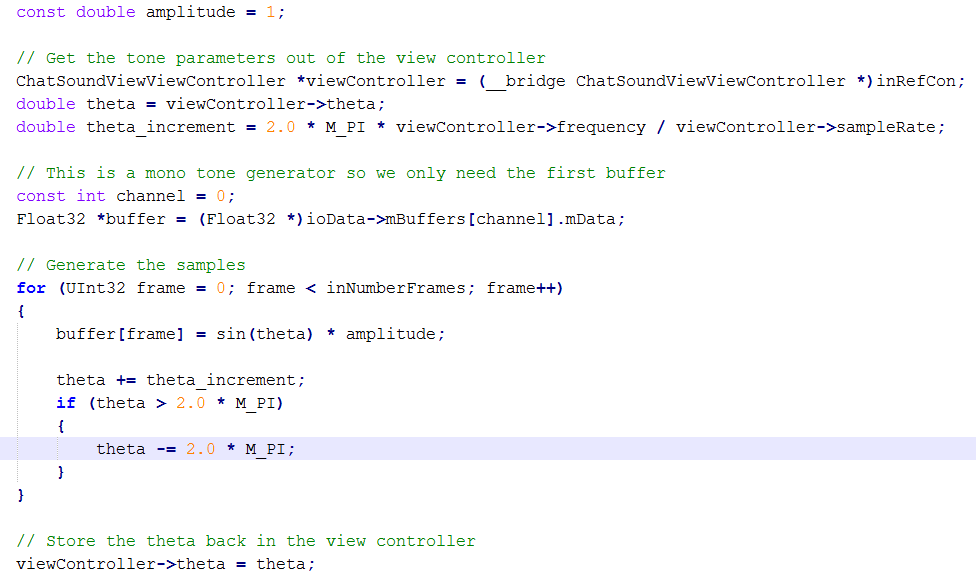 const double amplitude = 1;
// Get the tone parameters out of the view controller
ChatSoundViewViewController *viewController = (__bridge ChatSoundViewViewController *)inRefCon;
double theta = viewController->theta;
double theta_increment = 2.0 * M_PI * viewController->frequency / viewController->sampleRate;
// This is a mono tone generator so we only need the first buffer
const int channel = 0;
Float32 *buffer = (Float32 *)ioData->mBuffers[channel].mData;
// Generate the samples
for (UInt32 frame = 0; frame < inNumberFrames; frame++)
{
    buffer[frame] = sin(theta) * amplitude;
    theta += theta_increment;
    if (theta > 2.0 * M_PI)
    {
        theta -= 2.0 * M_PI;
    }
}
// Store the theta back in the view controller
viewController->theta = theta;